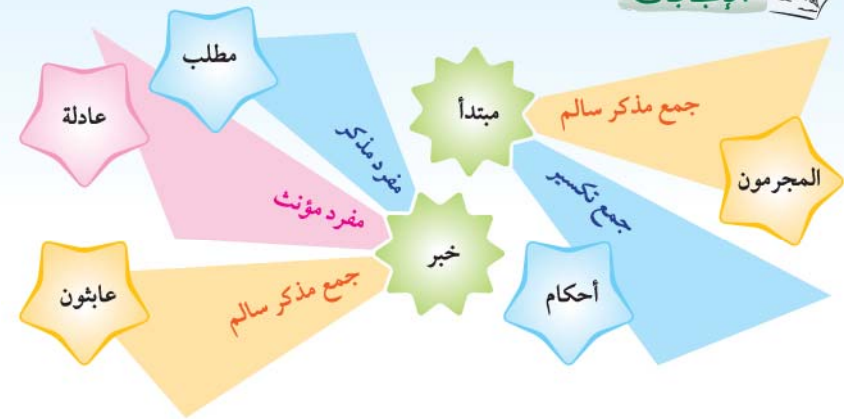 مطلب
عادلة
مبتدأ
جمع مذكر سالم
المجرمون
مفرد مذكر
جمع تكسير
مفرد مؤنث
خبر
أحكام
عابثون
جمع مذكر سالم